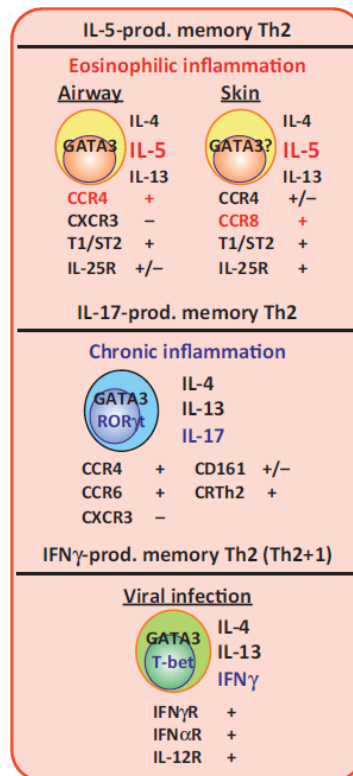 IL-5-prod. memory Th2
Eosinophilic inflammation
Airway Skin
GATA3 IL-4 GATA3? IL-4
IL-5 IL-5
IL-13 IL-13
CCR4 + CCR4 +/–
CXCR3 – CCR8 +
T1/ST2 + T1/ST2 +
IL-25R +/– IL-25R +
IL-17-prod. memory Th2
Chronic inflammation
GATA3 IL-4
RORγt IL-13
IL-17
CCR4 + CD161 +/–
CCR6 + CRTh2 +
CXCR3 –
IFNγ-prod. memory Th2 (Th2+1)
Viral infection
GATA3 IL-4
T-bet IL-13
IFNγ
IFNγR +
IFNαR +
IL-12R +